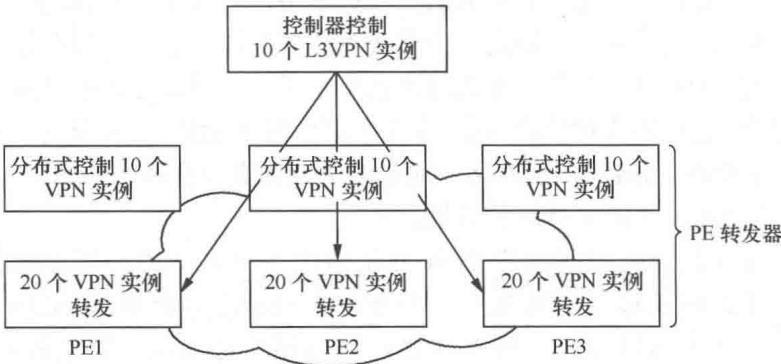 控制器控制
10 个 L3VPN 实例
分布式控制 10 个
VPN 实例
分布式控制 10 个
VPN 实例
分布式控制 10 个
VPN 实例
PE 转发器
20 个 VPN 实例
转发
20 个 VPN 实例
转发
20 个 VPN 实例
转发
PE1
PE2
PE3